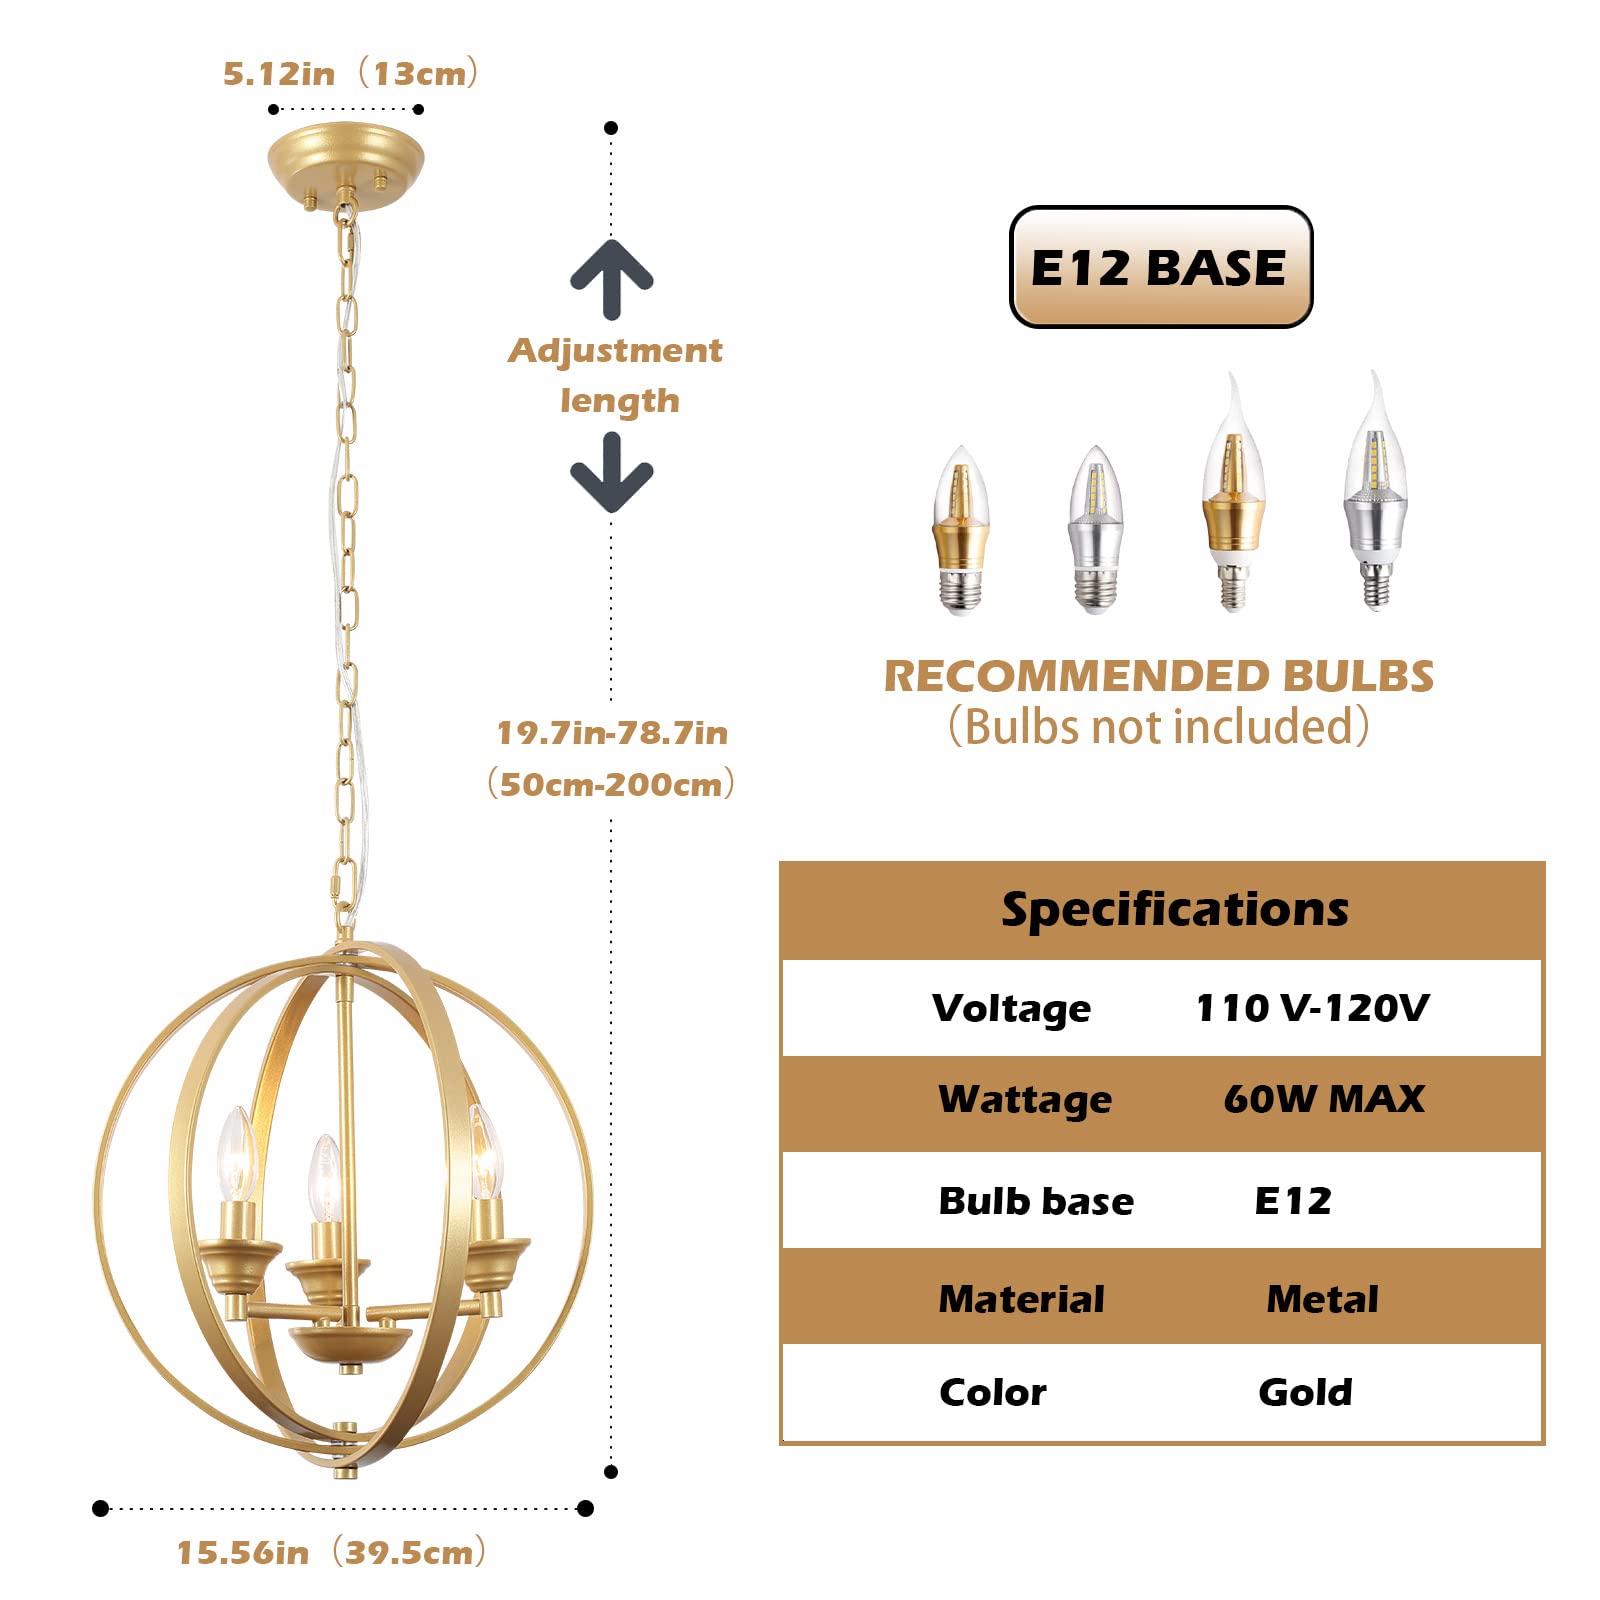 5.12in（13cm）
Adjustment
length
19.7in-78.7in
（50cm-200cm）
15.56in（39.5cm）
E12 BASE
RECOMMENDED BULBS
（Bulbs not included）
Specifications
Voltage 110 V-120V
Wattage 60W MAX
Bulb base E12
Material Metal
Color Gold